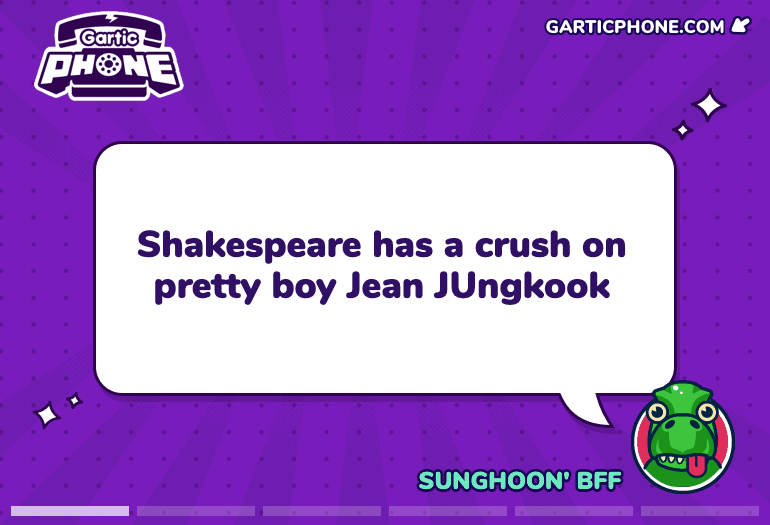 Gartic
PHONE
GARTICPHONE.COM
Shakespeare has a crush on
pretty boy Jean JUngkook
SUNGHOON' BFF